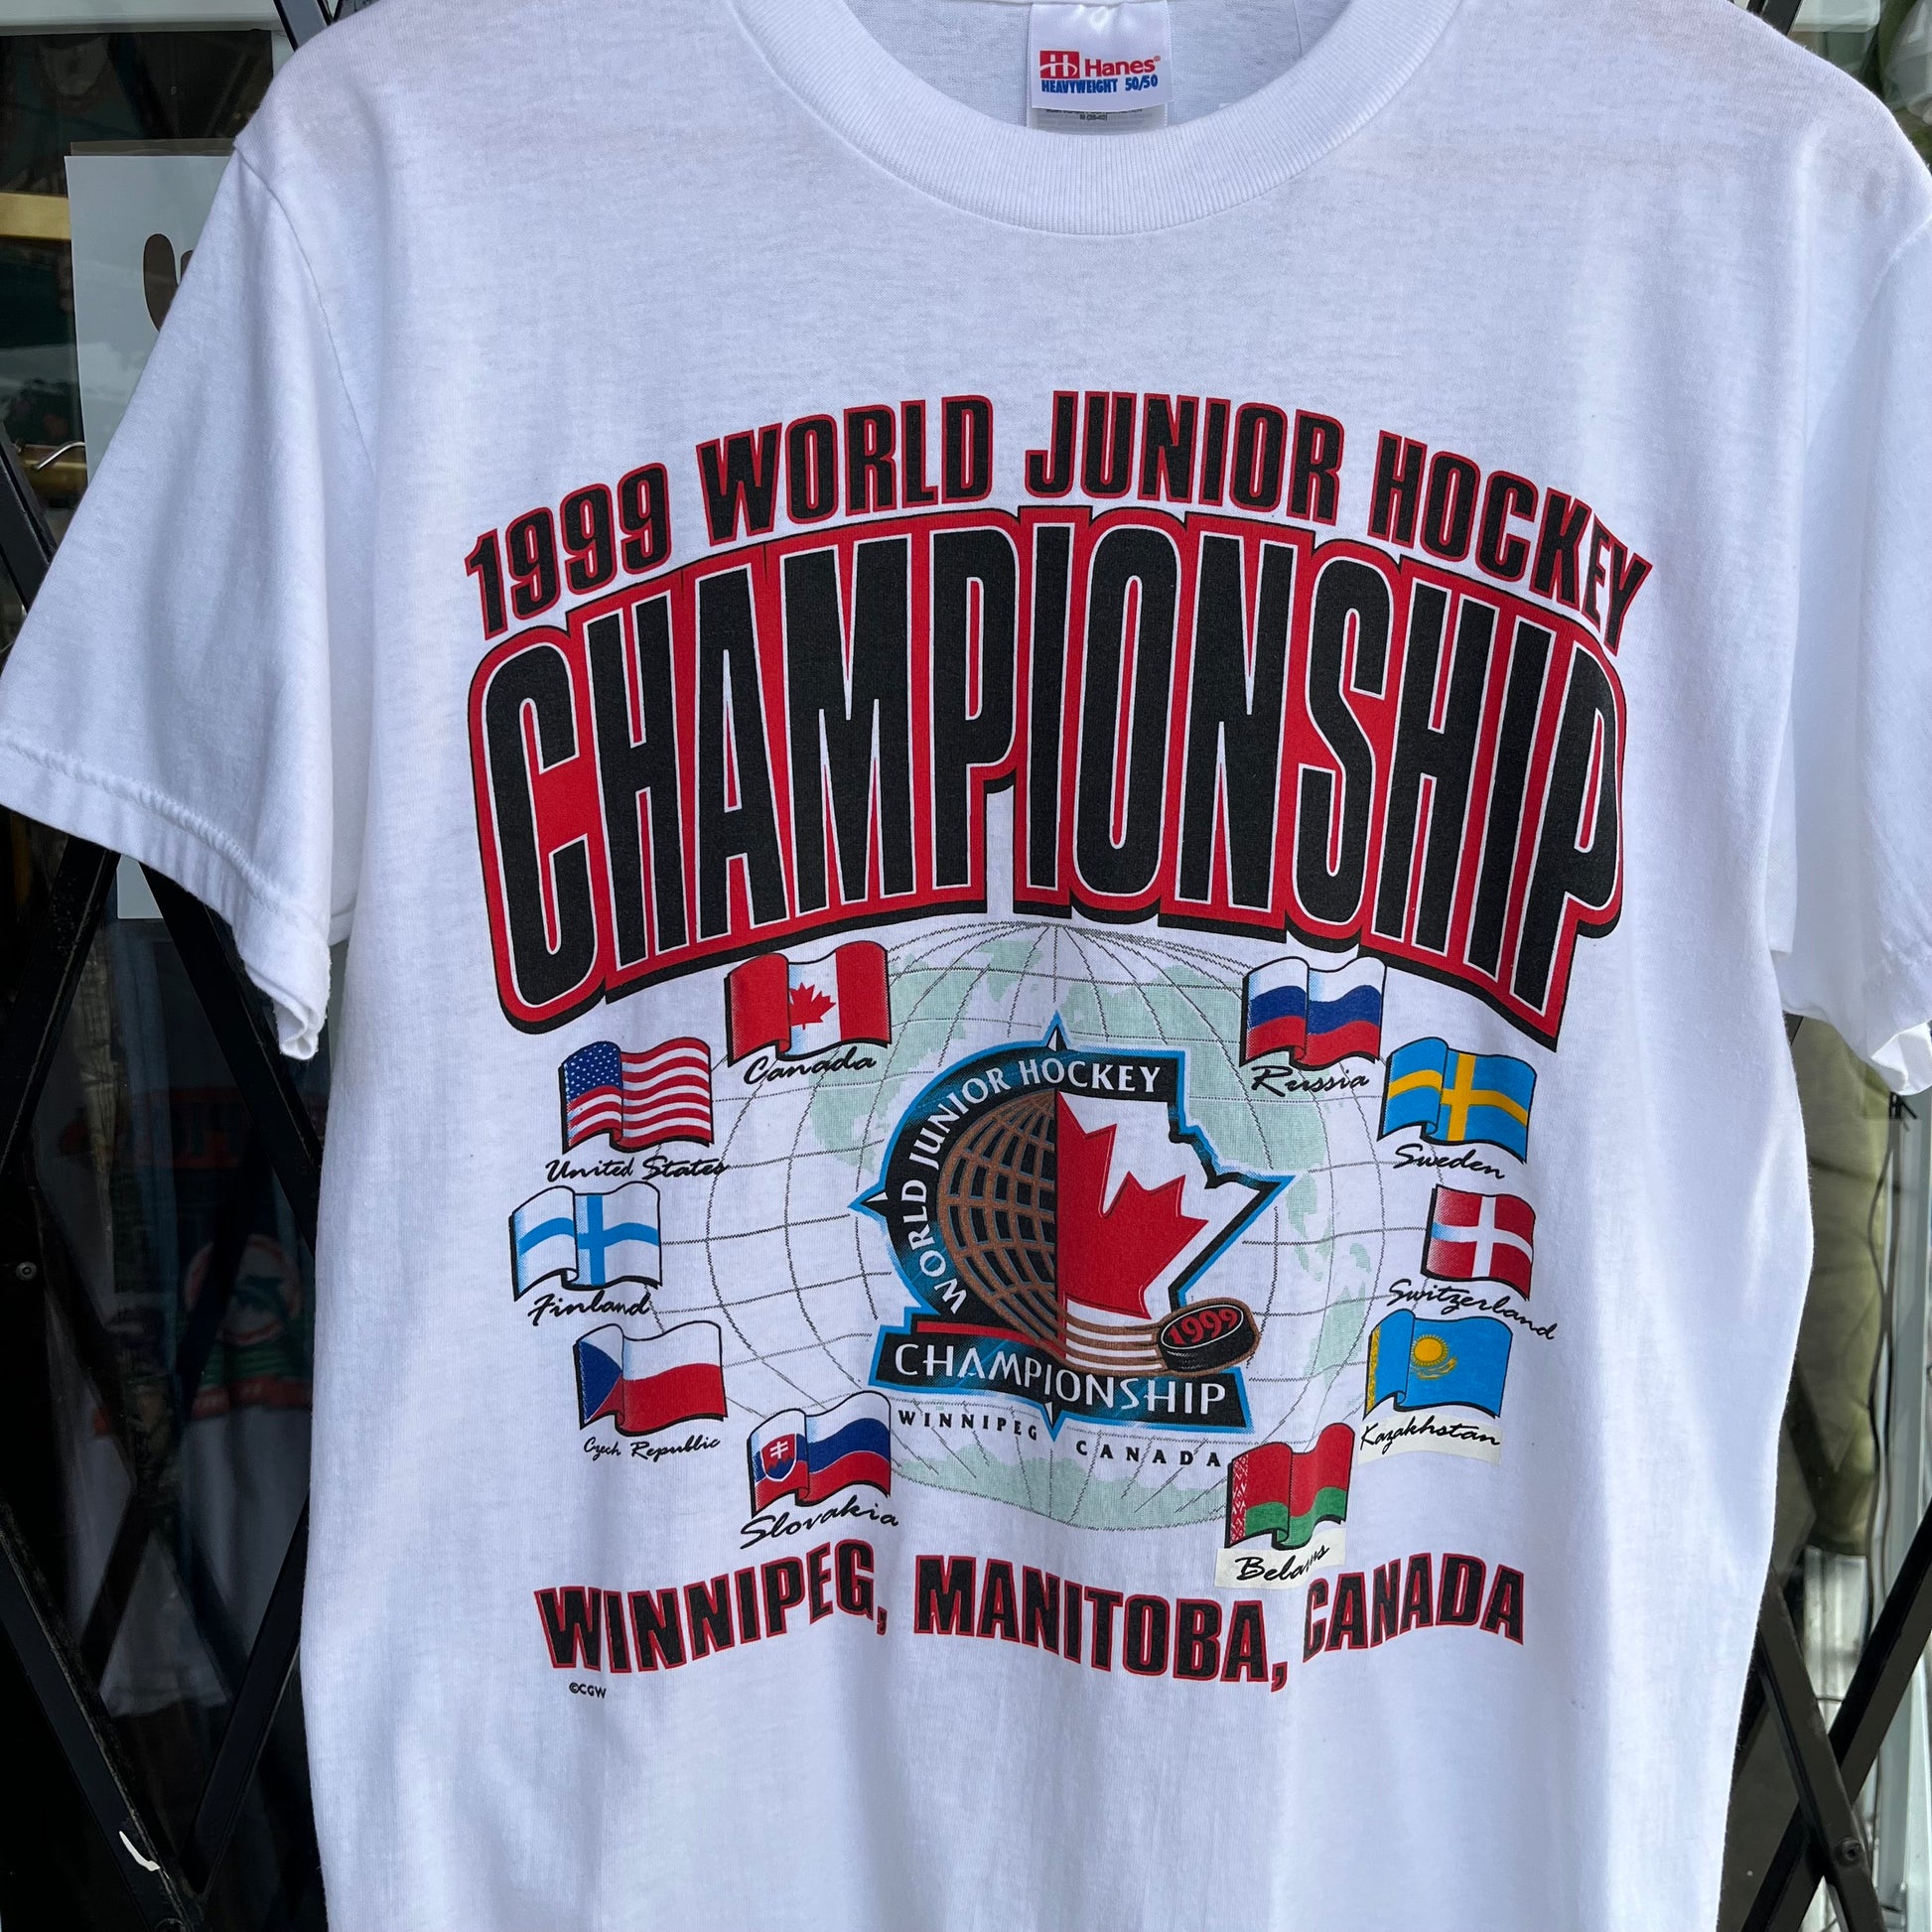 Hanes®
HEAVYWEIGHT 50/50
1999 WORLD JUNIOR HOCKEY
CHAMPIONSHIP
Canada
Russia
United States
Sweden
Finland
Switzerland
Czech Republic
Kazakhstan
Slovakia
Belarus
WORLD JUNIOR HOCKEY
1999
CHAMPIONSHIP
WINNIPEG CANADA
WINNIPEG, MANITOBA, CANADA
©CGW